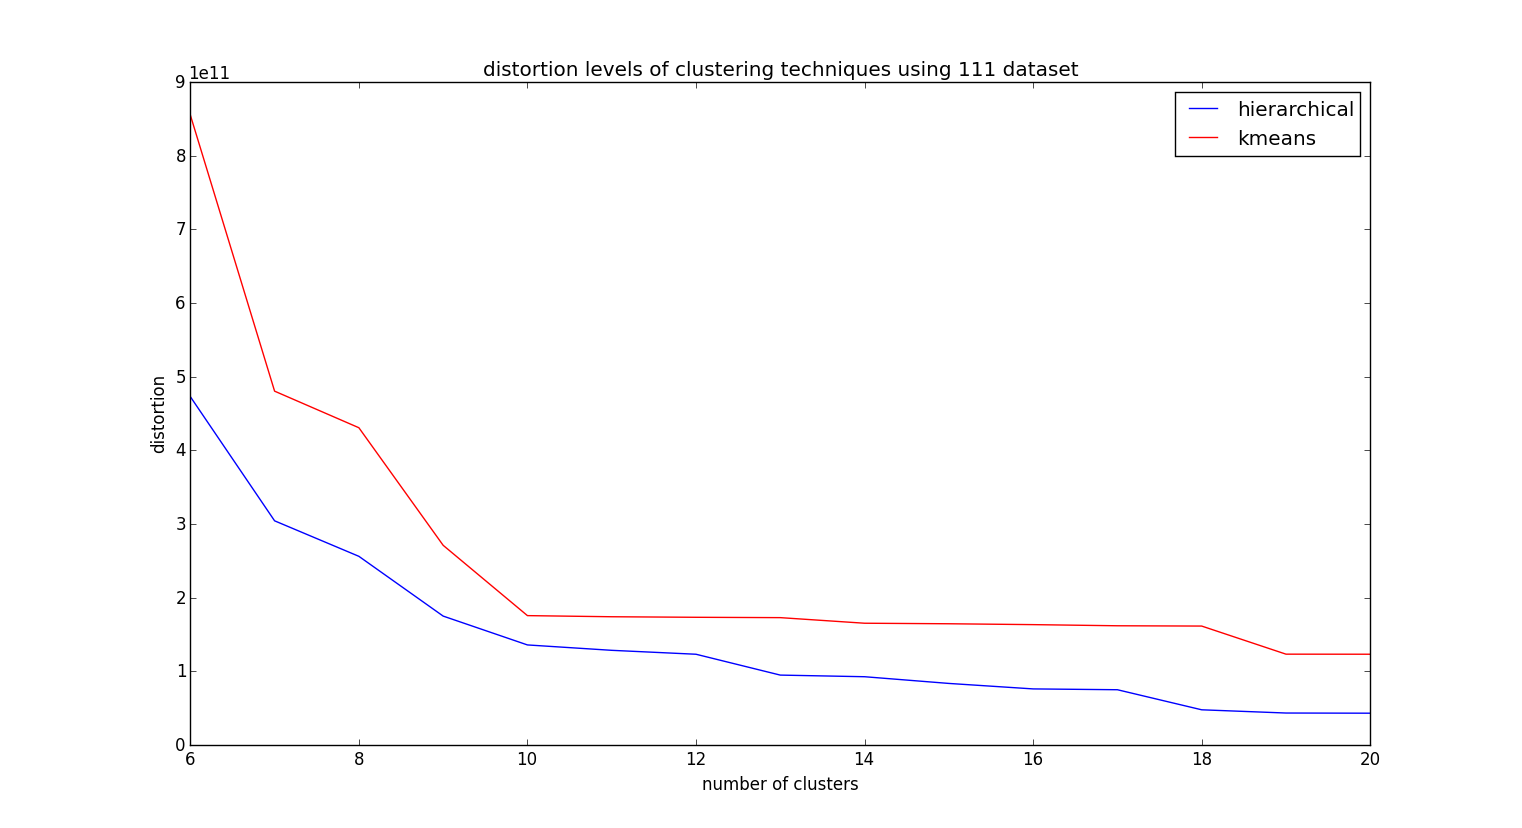 distortion levels of clustering techniques using 111 dataset
1e11
9
8
7
6
5
4
3
2
1
0
distortion
hierarchical
kmeans
6 8 10 12 14 16 18 20
number of clusters